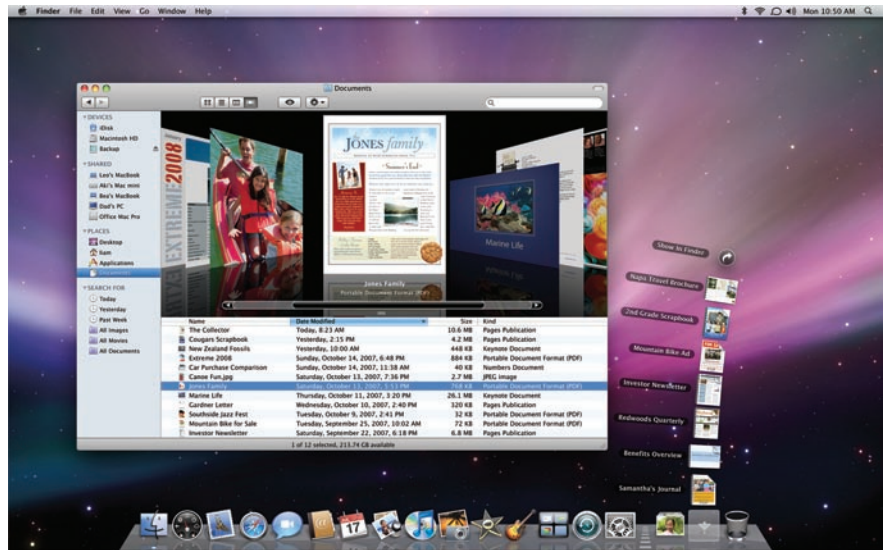 Finder File Edit View Go Window Help
Mon 10:50 AM
Documents
DEVICES
iDisk
Macintosh HD
Backup
SHARED
Leo's MacBook
Aki's Mac mini
Bea's MacBook
Dad's PC
Office Mac Pro
PLACES
Desktop
liam
Applications
Documents
SEARCH FOR
Today
Yesterday
Past Week
All Images
All Movies
All Documents
January
EXTREME 2008
JONES family
Summer's End
Marine Life
Jones Family
Portable Document Format (PDF)
Name Date Modified Size Kind
The Collector Today, 8:23 AM 10.6 MB Pages Publication
Cougars Scrapbook Yesterday, 2:15 PM 4.2 MB Pages Publication
New Zealand Fossils Yesterday, 10:00 AM 448 KB Keynote Document
Extreme 2008 Sunday, October 14, 2007, 6:48 PM 884 KB Portable Document Format (PDF)
Car Purchase Comparison Sunday, October 14, 2007, 11:38 AM 40 KB Numbers Document
Canoe Fun.jpg Saturday, October 13, 2007, 7:36 PM 2.7 MB JPEG image
Jones Family Saturday, October 13, 2007, 5:53 PM 768 KB Portable Document Format (PDF)
Marine Life Thursday, October 11, 2007, 3:20 PM 26.1 MB Keynote Document
Gardner Letter Wednesday, October 10, 2007, 2:40 PM 320 KB Pages Publication
Southside Jazz Fest Tuesday, October 9, 2007, 2:41 PM 32 KB Portable Document Format (PDF)
Mountain Bike for Sale Tuesday, September 25, 2007, 10:02 AM 72 KB Pages Publication
Investor Newsletter Saturday, September 22, 2007, 6:18 PM 6.8 MB Pages Publication
1 of 12 selected, 213.74 GB available
Show In Finder
Napa Travel Brochure
2nd Grade Scrapbook
Mountain Bike Ad
Investor Newsletter
Redwoods Quarterly
Benefits Overview
Samantha's Journal
17